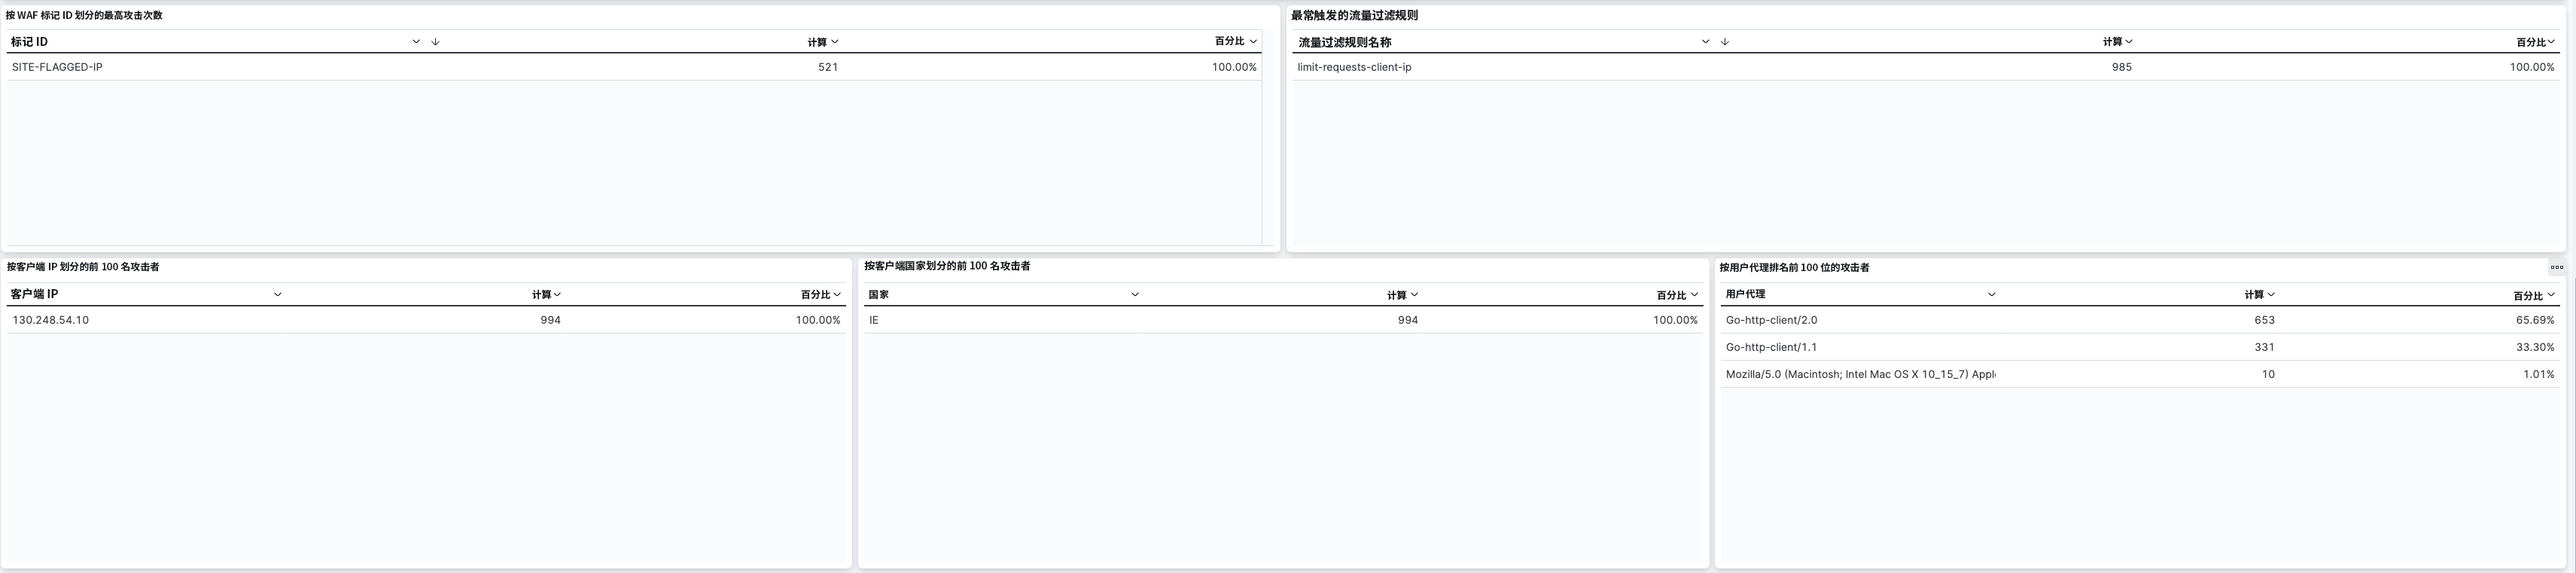 按 WAF 标记 ID 划分的最高攻击次数
标记 ID 计算 百分比
SITE-FLAGGED-IP 521 100.00%
最常触发的流量过滤规则
流量过滤规则名称 计算 百分比
limit-requests-client-ip 985 100.00%
按客户端 IP 划分的前 100 名攻击者
客户端 IP 计算 百分比
130.248.54.10 994 100.00%
按客户端国家划分的前 100 名攻击者
国家 计算 百分比
IE 994 100.00%
按用户代理排名前 100 位的攻击者
用户代理 计算 百分比
Go-http-client/2.0 653 65.69%
Go-http-client/1.1 331 33.30%
Mozilla/5.0 (Macintosh; Intel Mac OS X 10_15_7) Appl 10 1.01%